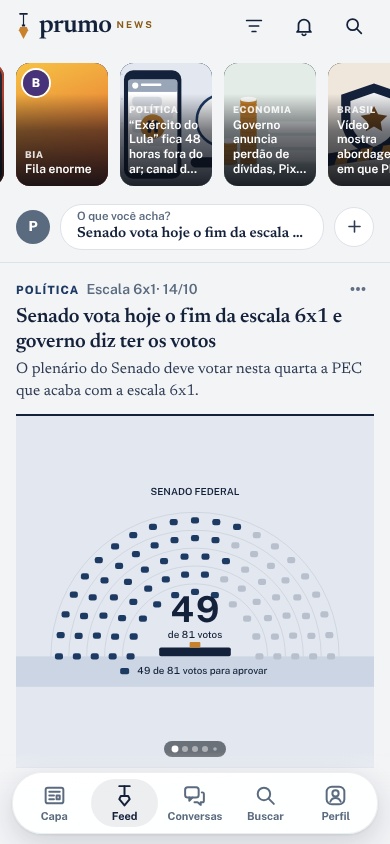 prumo NEWS
B
BIA
Fila enorme
POLÍTICA
“Exército do
Lula” fica 48
horas fora do
ar; canal d...
ECONOMIA
Governo
anuncia
perdão de
dívidas, Pix...
BRASIL
Vídeo
mostra
abordage
em que P
P
O que você acha?
Senado vota hoje o fim da escala ...
POLÍTICA Escala 6x1· 14/10
Senado vota hoje o fim da escala 6x1 e
governo diz ter os votos
O plenário do Senado deve votar nesta quarta a PEC
que acaba com a escala 6x1.
SENADO FEDERAL
49
de 81 votos
49 de 81 votos para aprovar
Capa
Feed
Conversas
Buscar
Perfil